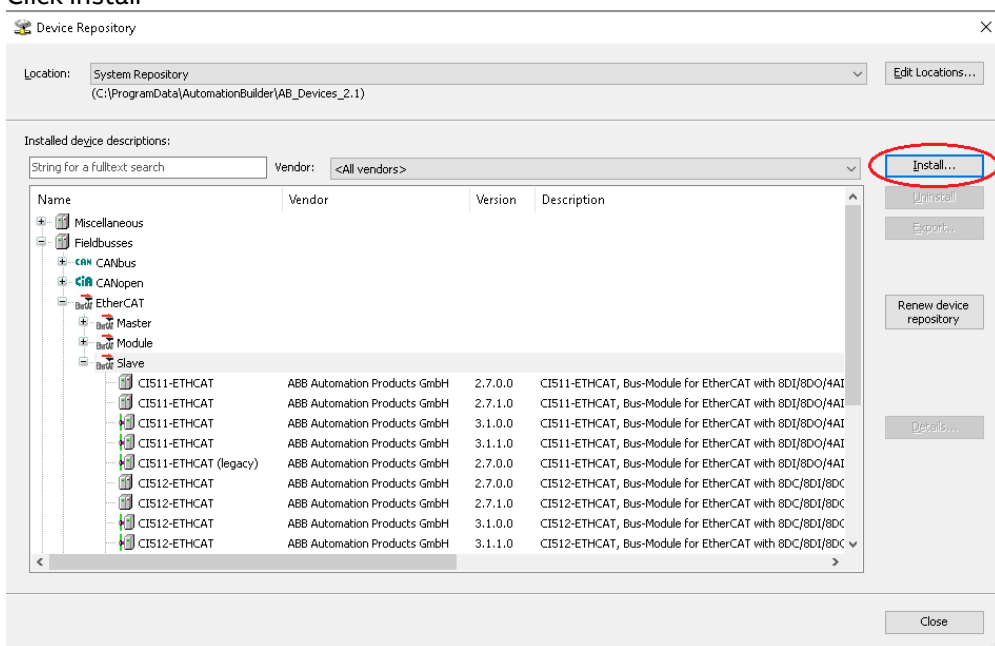 Click Install
Device Repository
Location: System Repository Edit Locations...
(C:\ProgramData\AutomationBuilder\AB_Devices_2.1)
Installed device descriptions:
String for a fulltext search Vendor: <All vendors> Install...
Name Vendor Version Description Uninstall
Miscellaneous Export...
Fieldbusses
CAN CANbus
CiA CANopen
EtherCAT
Master Renew device repository
Module
Slave
CI511-ETHCAT ABB Automation Products GmbH 2.7.0.0 CI511-ETHCAT, Bus-Module for EtherCAT with 8DI/8DO/4AI
CI511-ETHCAT ABB Automation Products GmbH 2.7.1.0 CI511-ETHCAT, Bus-Module for EtherCAT with 8DI/8DO/4AI
CI511-ETHCAT ABB Automation Products GmbH 3.1.0.0 CI511-ETHCAT, Bus-Module for EtherCAT with 8DI/8DO/4AI Details...
CI511-ETHCAT ABB Automation Products GmbH 3.1.1.0 CI511-ETHCAT, Bus-Module for EtherCAT with 8DI/8DO/4AI
CI511-ETHCAT (legacy) ABB Automation Products GmbH 2.7.0.0 CI511-ETHCAT, Bus-Module for EtherCAT with 8DI/8DO/4AI
CI512-ETHCAT ABB Automation Products GmbH 2.7.0.0 CI512-ETHCAT, Bus-Module for EtherCAT with 8DC/8DI/8DC
CI512-ETHCAT ABB Automation Products GmbH 2.7.1.0 CI512-ETHCAT, Bus-Module for EtherCAT with 8DC/8DI/8DC
CI512-ETHCAT ABB Automation Products GmbH 3.1.0.0 CI512-ETHCAT, Bus-Module for EtherCAT with 8DC/8DI/8DC
CI512-ETHCAT ABB Automation Products GmbH 3.1.1.0 CI512-ETHCAT, Bus-Module for EtherCAT with 8DC/8DI/8DC
Close